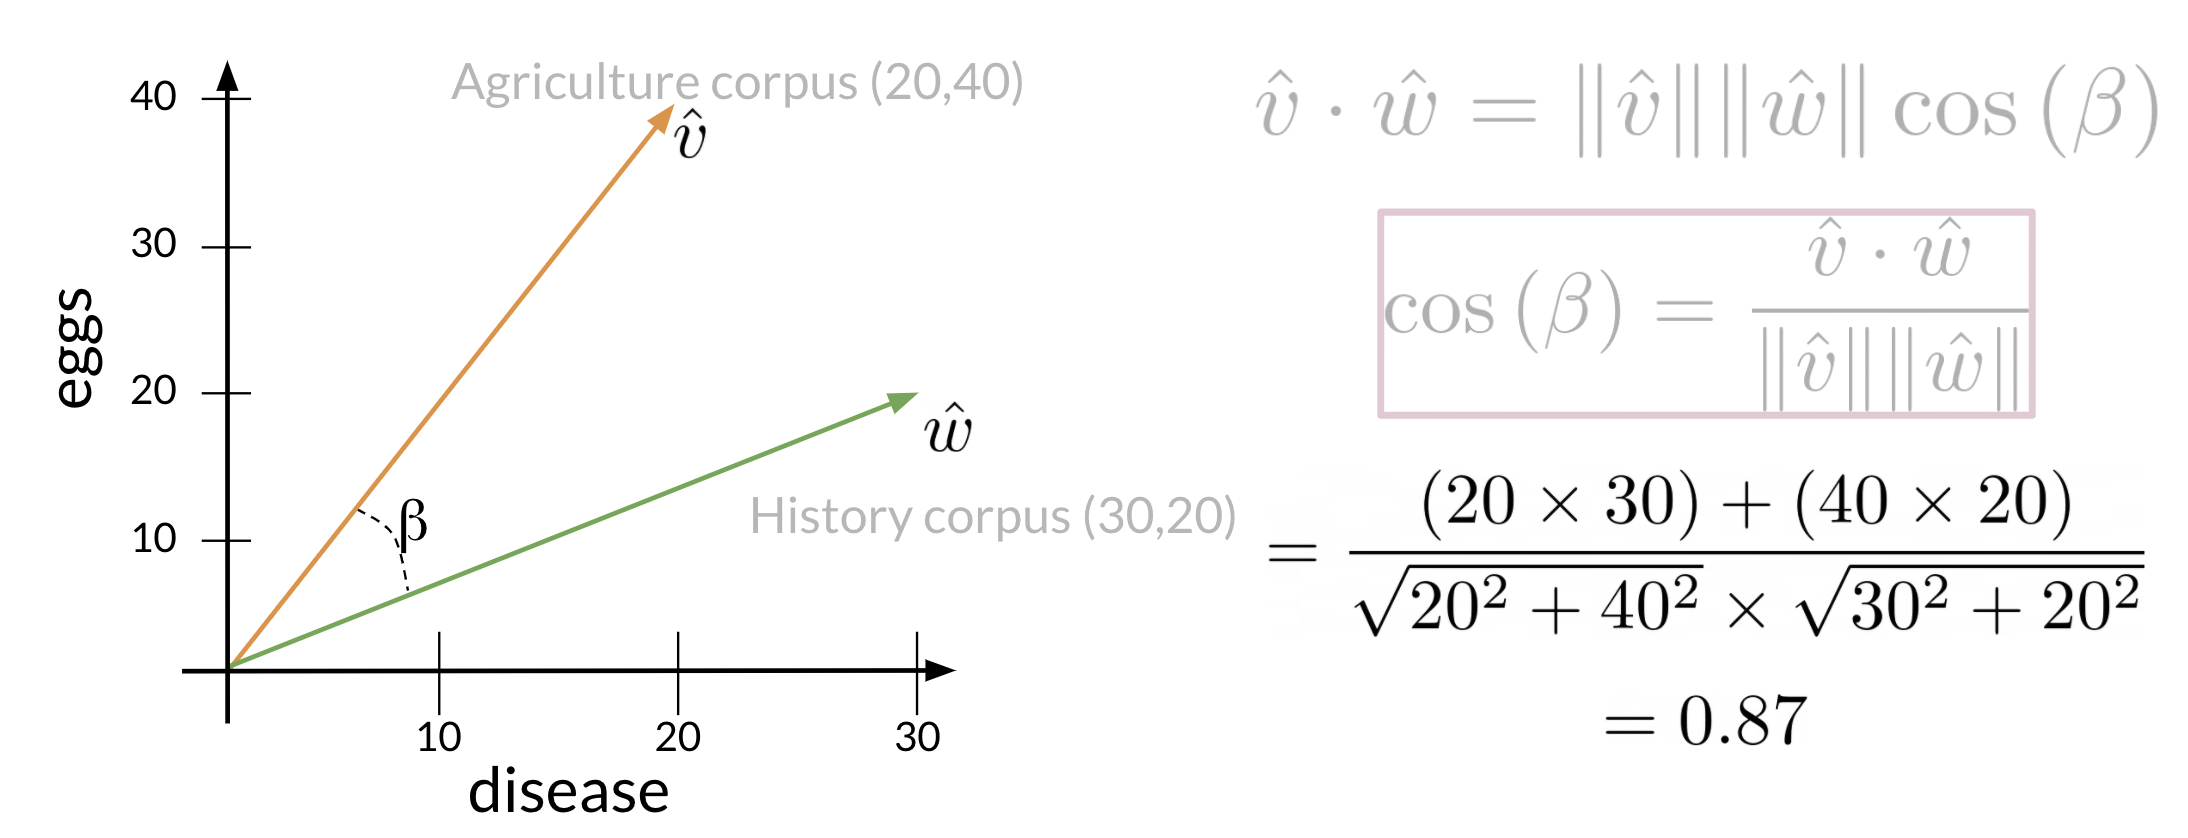 Agriculture corpus (20,40)
v̂
40
30
20
10
eggs
β
ŵ
History corpus (30,20)
10 20 30
disease
v̂ · ŵ = ||v̂|| ||ŵ|| cos (β)
cos (β) = v̂ · ŵ / ||v̂|| ||ŵ||
= (20 × 30) + (40 × 20) / √20² + 40² × √30² + 20²
= 0.87